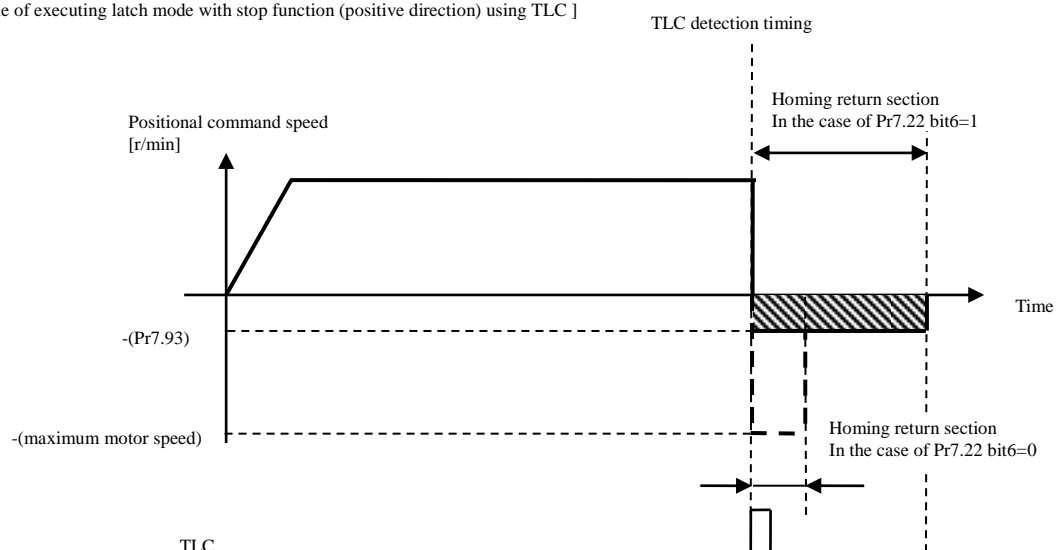 e of executing latch mode with stop function (positive direction) using TLC ]
TLC detection timing
Homing return section
In the case of Pr7.22 bit6=1
Positional command speed
[r/min]
Time
-(Pr7.93)
-(maximum motor speed)
Homing return section
In the case of Pr7.22 bit6=0
TLC